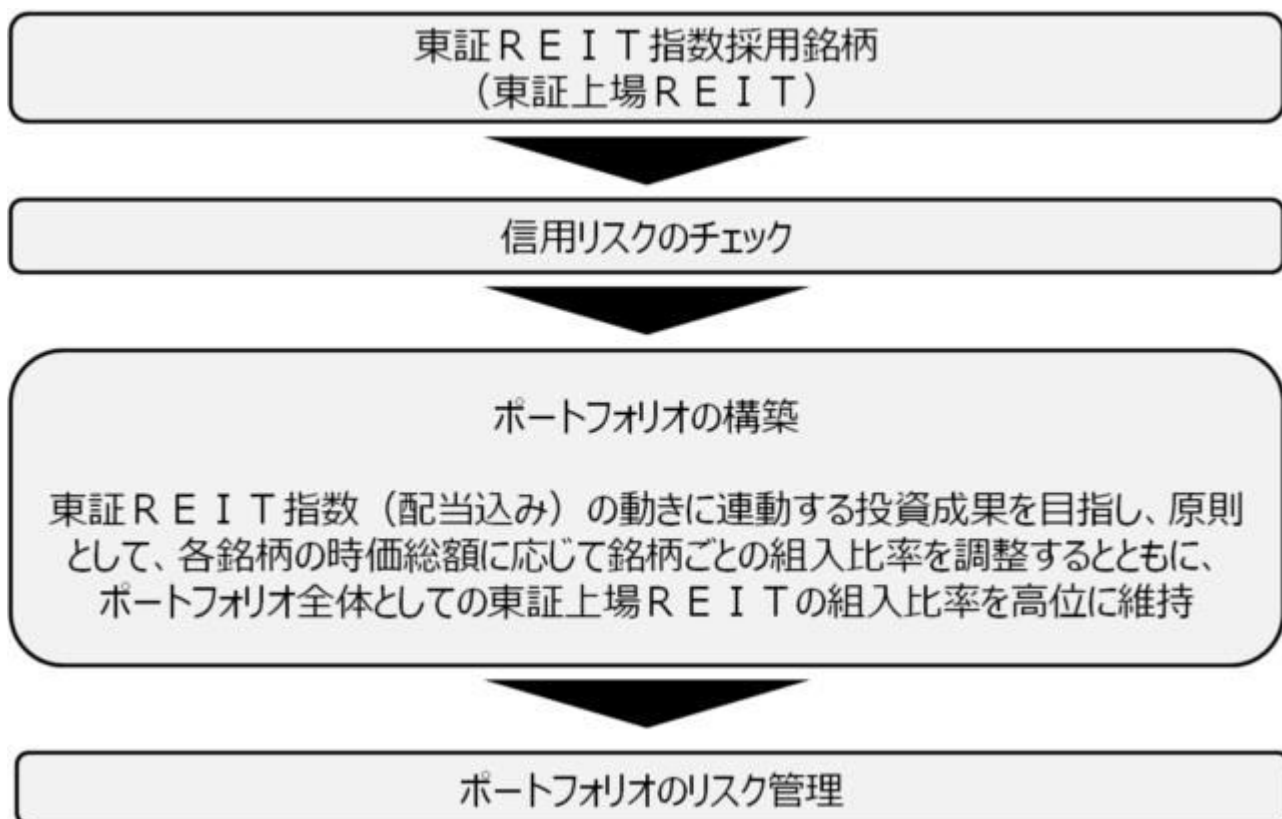 東証ＲＥＩＴ指数採用銘柄
（東証上場ＲＥＩＴ）
信用リスクのチェック
ポートフォリオの構築
東証ＲＥＩＴ指数（配当込み）の動きに連動する投資成果を目指し、原則
として、各銘柄の時価総額に応じて銘柄ごとの組入比率を調整するとともに、
ポートフォリオ全体としての東証上場ＲＥＩＴの組入比率を高位に維持
ポートフォリオのリスク管理